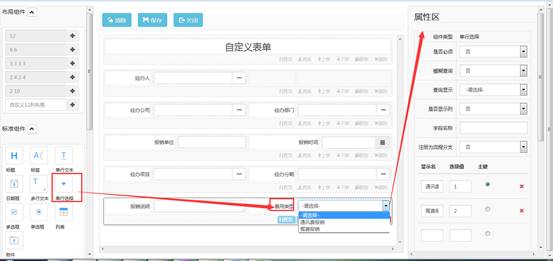 布局组件
12
6 6
3 3 3 3
2 4 2 4
2 10
自定义12列布局
标准组件
标题
标签
单行文本
日期框
多行文本
单行选择
多选框
单选框
列表
附件
清除
保存
关闭
自定义表单
经办人
经办公司
经办部门
报销单位
报销时间
经办项目
经办分期
报销说明
费用类型
-请选择-
-请选择-
通讯费报销
餐费报销
属性区
组件类型
单行选择
是否必填
否
模糊查询
否
查询显示
-请选择-
是否显示列
否
字段名称
注册为流程分支
否
显示名
选项值
主键
通讯费
1
餐费报
2